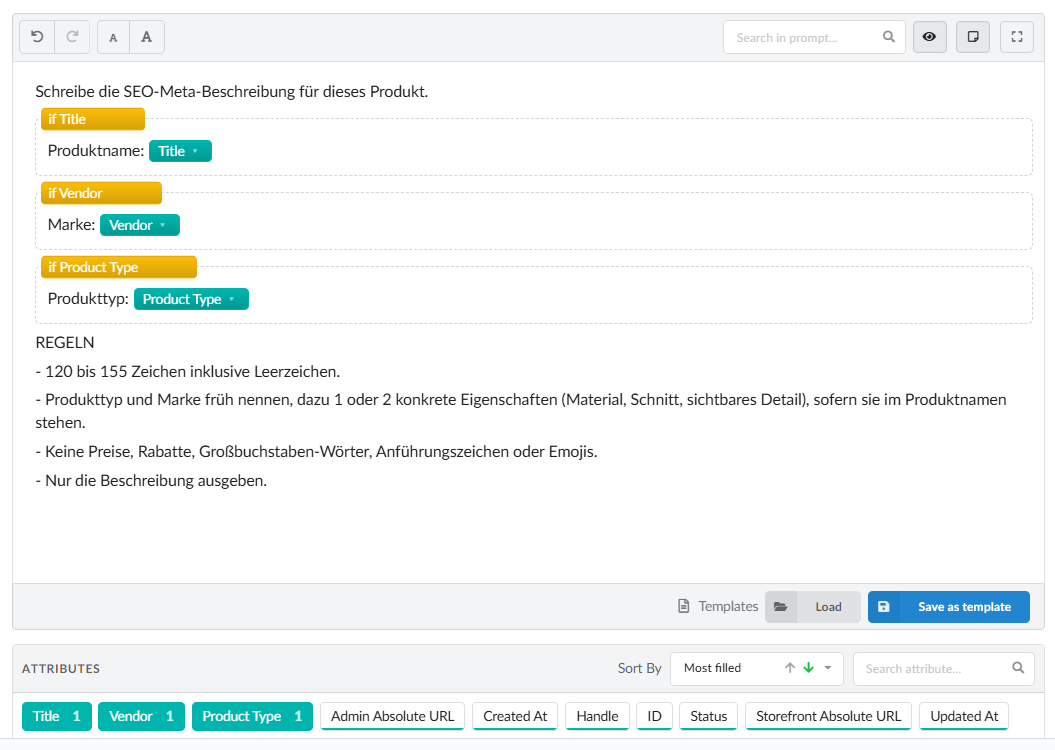 A A Search in prompt...
Schreibe die SEO-Meta-Beschreibung für dieses Produkt.
if Title
Produktname: Title
if Vendor
Marke: Vendor
if Product Type
Produkttyp: Product Type
REGELN
- 120 bis 155 Zeichen inklusive Leerzeichen.
- Produkttyp und Marke früh nennen, dazu 1 oder 2 konkrete Eigenschaften (Material, Schnitt, sichtbares Detail), sofern sie im Produktnamen
stehen.
- Keine Preise, Rabatte, Großbuchstaben-Wörter, Anführungszeichen oder Emojis.
- Nur die Beschreibung ausgeben.
Templates Load Save as template
ATTRIBUTES Sort By Most filled Search attribute...
Title 1 Vendor 1 Product Type 1 Admin Absolute URL Created At Handle ID Status Storefront Absolute URL Updated At